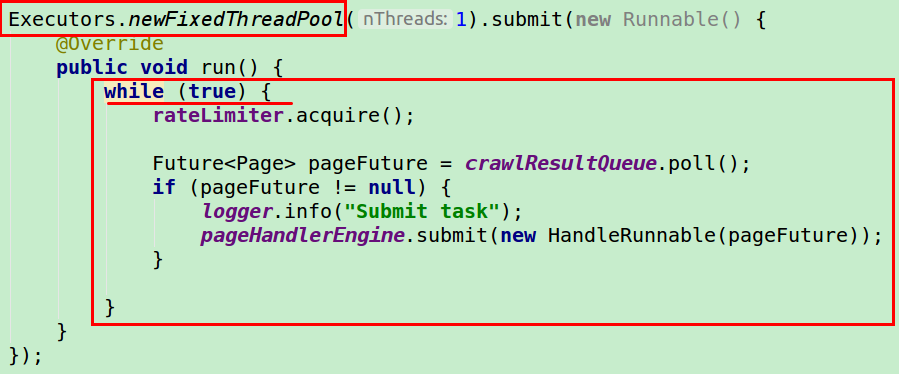 Executors.newFixedThreadPool( nThreads: 1).submit(new Runnable() {
    @Override
    public void run() {
        while (true) {
            rateLimiter.acquire();
            Future<Page> pageFuture = crawlResultQueue.poll();
            if (pageFuture != null) {
                logger.info("Submit task");
                pageHandlerEngine.submit(new HandleRunnable(pageFuture));
            }
        }
    }
});